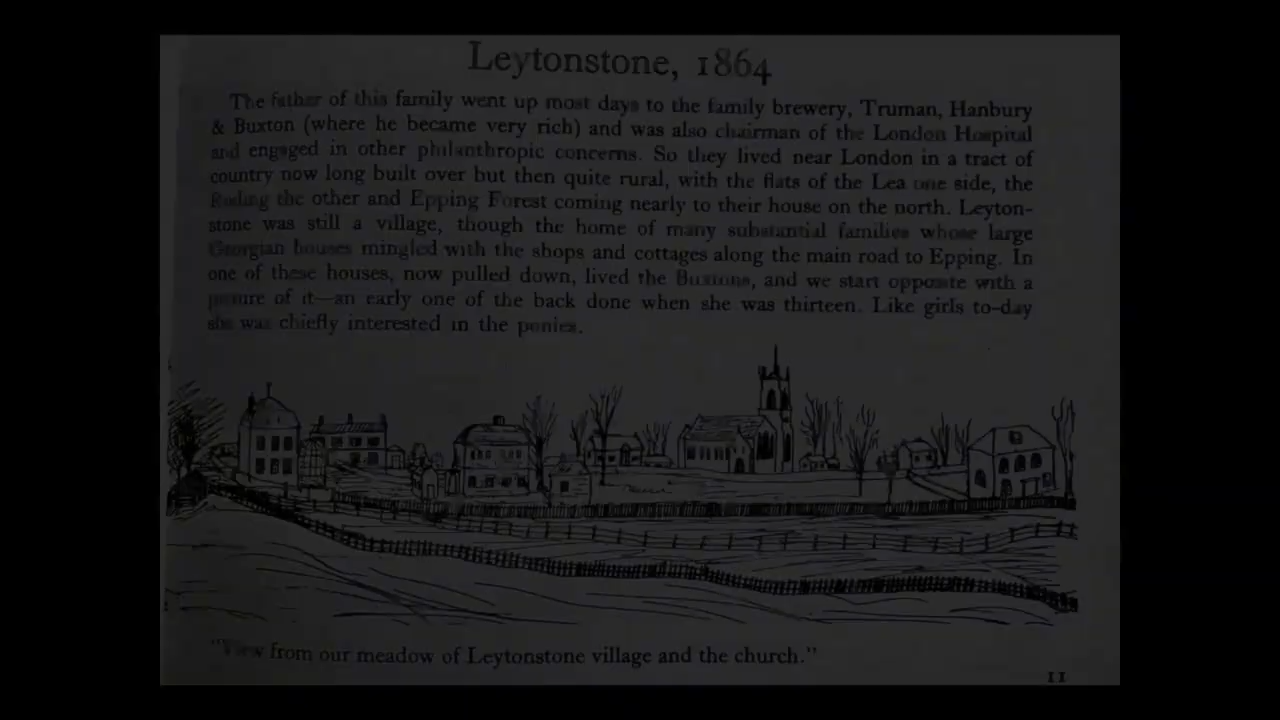 Leytonstone, 1864
The father of this family went up most days to the family brewery, Truman, Hanbury
& Buxton (where he became very rich) and was also chairman of the London Hospital
and engaged in other philanthropic concerns. So they lived near London in a tract of
country now long built over but then quite rural, with the flats of the Lea one side, the
Roding the other and Epping Forest coming nearly to their house on the north. Leyton-
stone was still a village, though the home of many substantial families whose large
Georgian houses mingled with the shops and cottages along the main road to Epping. In
one of these houses, now pulled down, lived the Buxtons, and we start opposite with a
picture of it—an early one of the back done when she was thirteen. Like girls to-day
she was chiefly interested in the ponies.
"View from our meadow of Leytonstone village and the church."
11